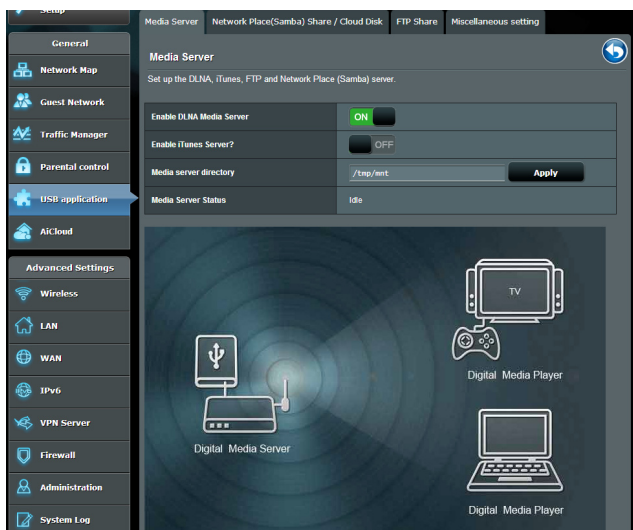 Setup
General
Network Map
Guest Network
Traffic Manager
Parental control
USB application
AiCloud
Advanced Settings
Wireless
LAN
WAN
IPv6
VPN Server
Firewall
Administration
System Log
Media Server
Network Place(Samba) Share / Cloud Disk
FTP Share
Miscellaneous setting
Media Server
Set up the DLNA, iTunes, FTP and Network Place (Samba) server.
Enable DLNA Media Server
ON
Enable iTunes Server?
OFF
Media server directory
/tmp/mnt
Apply
Media Server Status
Idle
TV
Digital Media Player
Digital Media Server
Digital Media Player